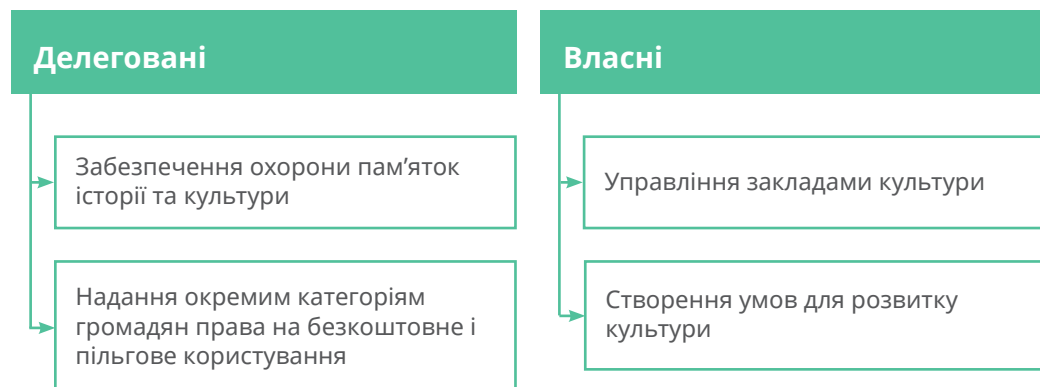 Делеговані
Забезпечення охорони пам’яток
історії та культури
Надання окремим категоріям
громадян права на безкоштовне і
пільгове користування
Власні
Управління закладами культури
Створення умов для розвитку
культури